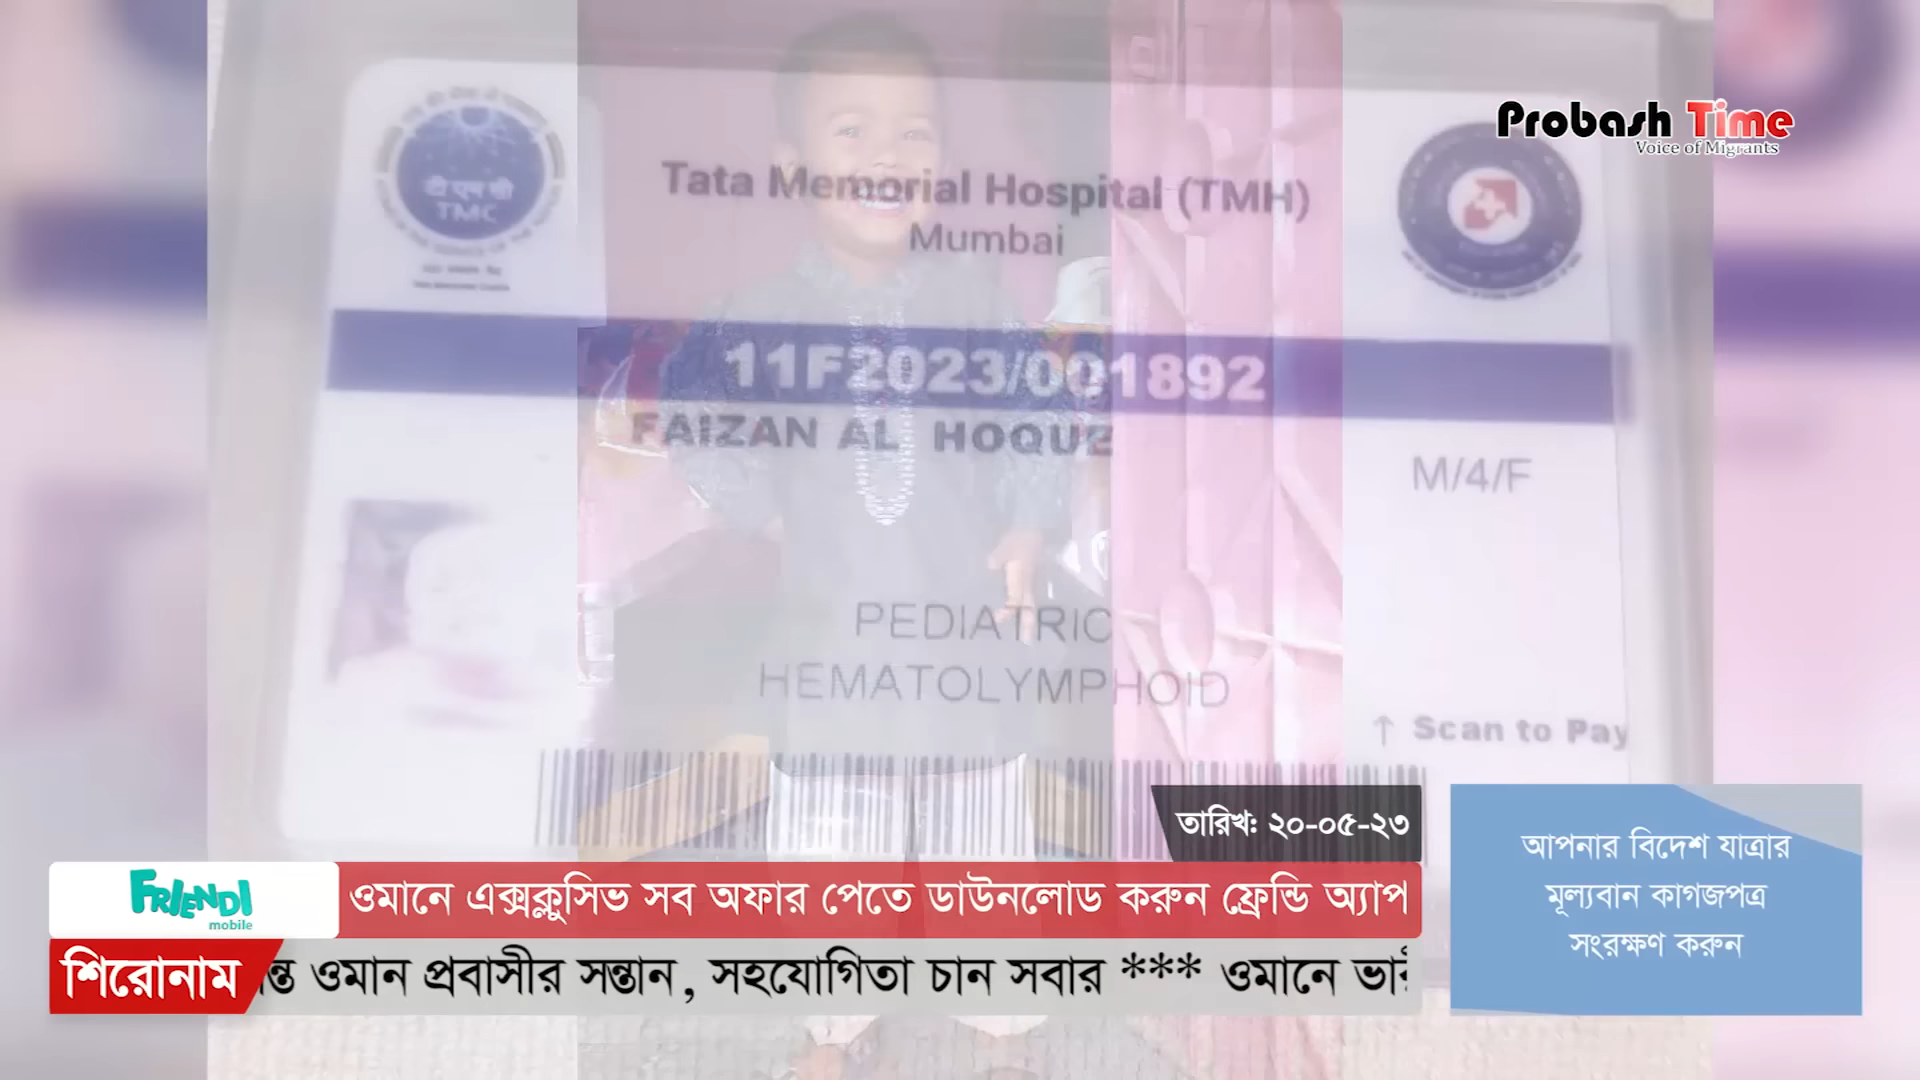 Probash Time
Voice of Migrants
टी एम सी
TMC
Tata Memorial Hospital (TMH)
Mumbai
11F2023/001892
FAIZAN AL HOQUE
M/4/F
PEDIATRIC
HEMATOLYMPHOID
↑ Scan to Pay
তারিখ: ২০-০৫-২৩
FRiENDi
mobile
ওমানে এক্সক্লুসিভ সব অফার পেতে ডাউনলোড করুন ফ্রেন্ডি অ্যাপ
শিরোনাম
ওমান প্রবাসীর সন্তান, সহযোগিতা চান সবার *** ওমানে
আপনার বিদেশ যাত্রার
মূল্যবান কাগজপত্র
সংরক্ষণ করুন